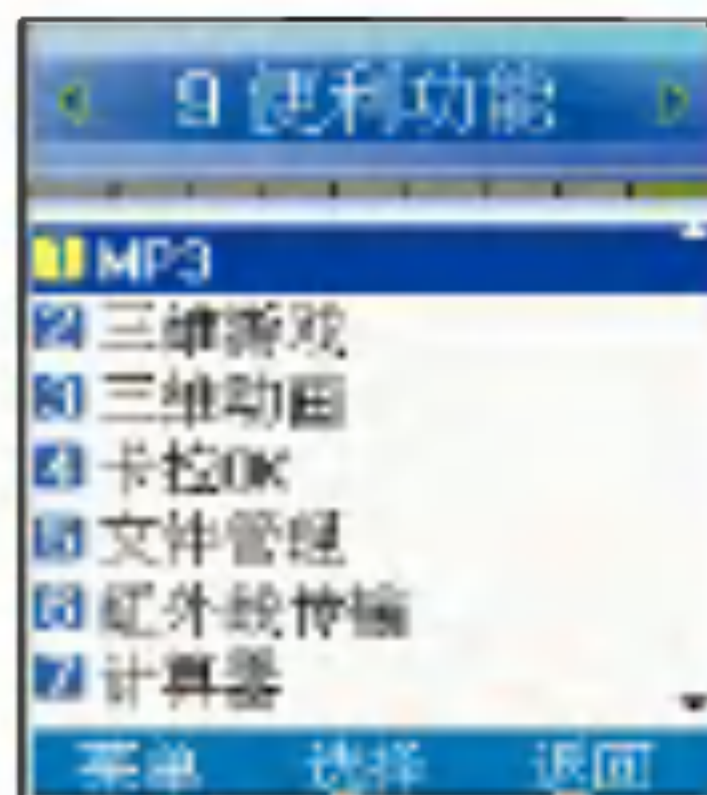 9 便利功能
1 MP3
2 三维游戏
3 三维动画
4 卡拉OK
5 文件管理
6 红外线传输
7 计算器
菜单 选择 返回